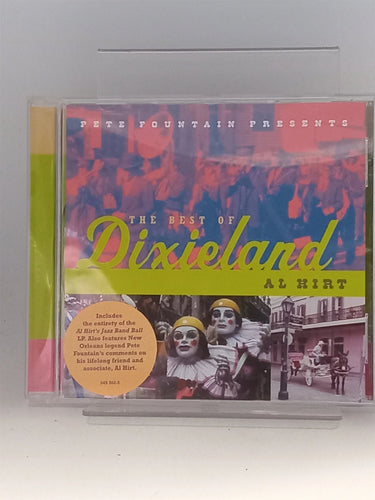 PETE FOUNTAIN PRESENTS
THE BEST OF
Dixieland
AL HIRT
Includes
the entirety of the
Al Hirt's Jazz Band Ball
LP. Also features New
Orleans legend Pete
Fountain's comments on
his lifelong friend and
associate, Al Hirt.